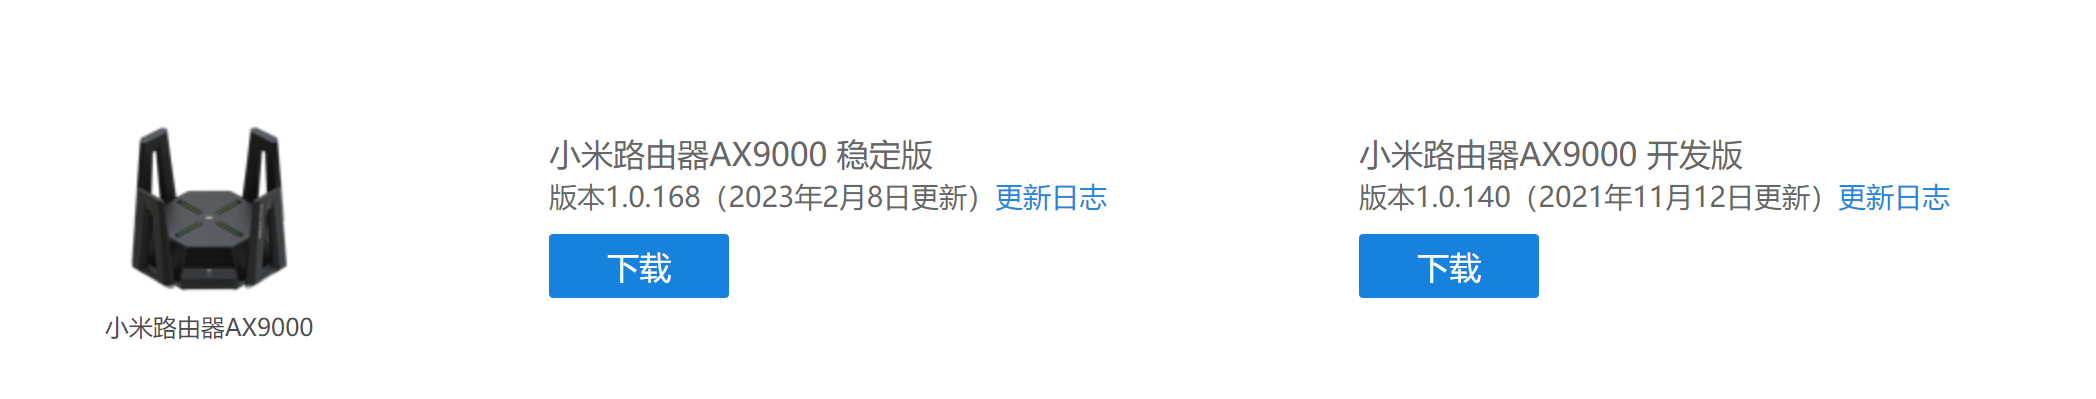 小米路由器AX9000
小米路由器AX9000 稳定版
版本1.0.168（2023年2月8日更新）更新日志
下载
小米路由器AX9000 开发版
版本1.0.140（2021年11月12日更新）更新日志
下载